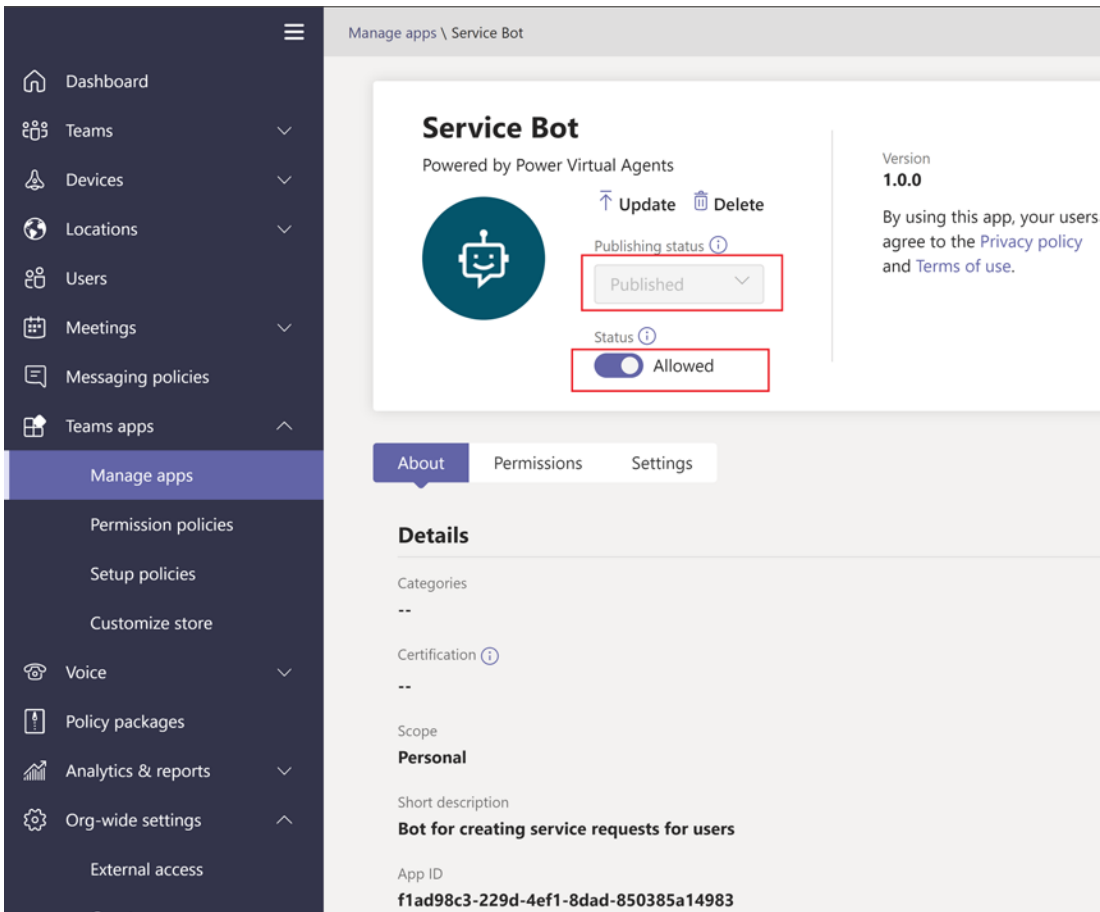 Manage apps \ Service Bot
Dashboard
Teams
Devices
Locations
Users
Meetings
Messaging policies
Teams apps
Manage apps
Permission policies
Setup policies
Customize store
Voice
Policy packages
Analytics & reports
Org-wide settings
External access
Service Bot
Powered by Power Virtual Agents
Update Delete
Publishing status
Published
Status
Allowed
Version
1.0.0
By using this app, your users
agree to the Privacy policy
and Terms of use.
About Permissions Settings
Details
Categories
--
Certification
--
Scope
Personal
Short description
Bot for creating service requests for users
App ID
f1ad98c3-229d-4ef1-8dad-850385a14983